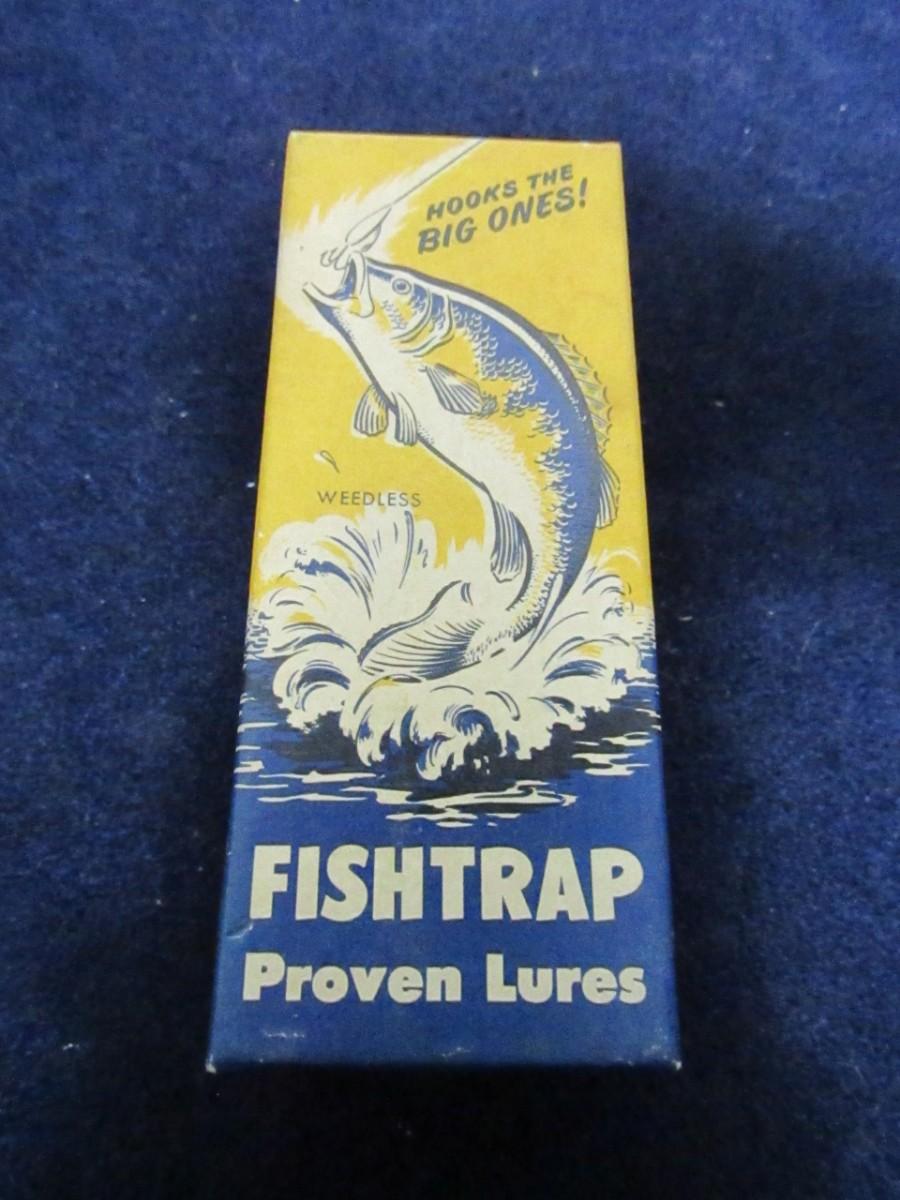 HOOKS THE
BIG ONES!
WEEDLESS
FISHTRAP
Proven Lures